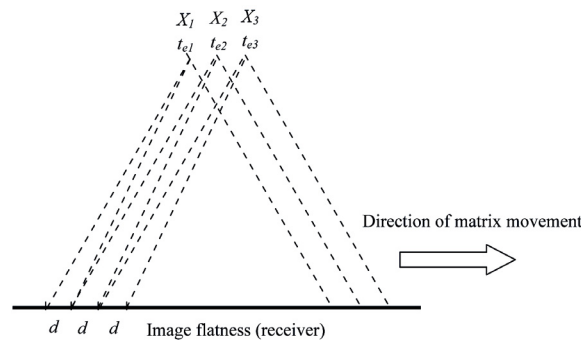 X1 X2 X3
te1 te2 te3
Direction of matrix movement
d d d Image flatness (receiver)